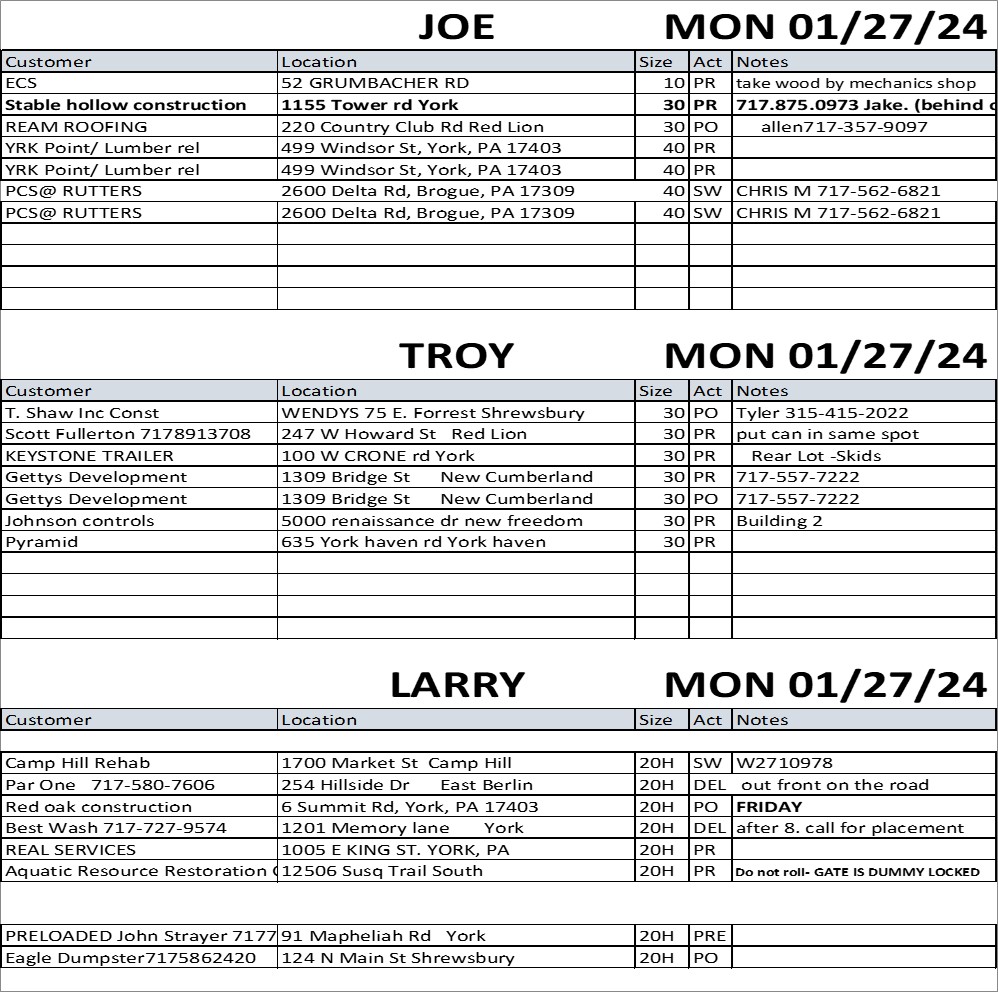 JOE MON 01/27/24
Customer Location Size Act Notes
ECS 52 GRUMBACHER RD 10 PR take wood by mechanics shop
Stable hollow construction 1155 Tower rd York 30 PR 717.875.0973 Jake. (behind
REAM ROOFING 220 Country Club Rd Red Lion 30 PO allen717-357-9097
YRK Point/ Lumber rel 499 Windsor St, York, PA 17403 40 PR
YRK Point/ Lumber rel 499 Windsor St, York, PA 17403 40 PR
PCS@ RUTTERS 2600 Delta Rd, Brogue, PA 17309 40 SW CHRIS M 717-562-6821
PCS@ RUTTERS 2600 Delta Rd, Brogue, PA 17309 40 SW CHRIS M 717-562-6821
TROY MON 01/27/24
Customer Location Size Act Notes
T. Shaw Inc Const WENDYS 75 E. Forrest Shrewsbury 30 PO Tyler 315-415-2022
Scott Fullerton 7178913708 247 W Howard St Red Lion 30 PR put can in same spot
KEYSTONE TRAILER 100 W CRONE rd York 30 PR Rear Lot -Skids
Gettys Development 1309 Bridge St New Cumberland 30 PR 717-557-7222
Gettys Development 1309 Bridge St New Cumberland 30 PO 717-557-7222
Johnson controls 5000 renaissance dr new freedom 30 PR Building 2
Pyramid 635 York haven rd York haven 30 PR
LARRY MON 01/27/24
Customer Location Size Act Notes
Camp Hill Rehab 1700 Market St Camp Hill 20H SW W2710978
Par One 717-580-7606 254 Hillside Dr East Berlin 20H DEL out front on the road
Red oak construction 6 Summit Rd, York, PA 17403 20H PO FRIDAY
Best Wash 717-727-9574 1201 Memory lane York 20H DEL after 8. call for placement
REAL SERVICES 1005 E KING ST. YORK, PA 20H PR
Aquatic Resource Restoration 12506 Susq Trail South 20H PR Do not roll- GATE IS DUMMY LOCKED
PRELOADED John Strayer 7177 91 Mapheliah Rd York 20H PRE
Eagle Dumpster7175862420 124 N Main St Shrewsbury 20H PO